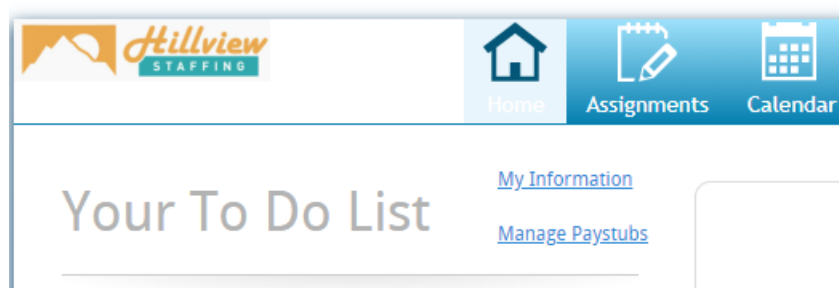 Hillview
STAFFING
Home
Assignments
Calendar
My Information
Your To Do List
Manage Paystubs